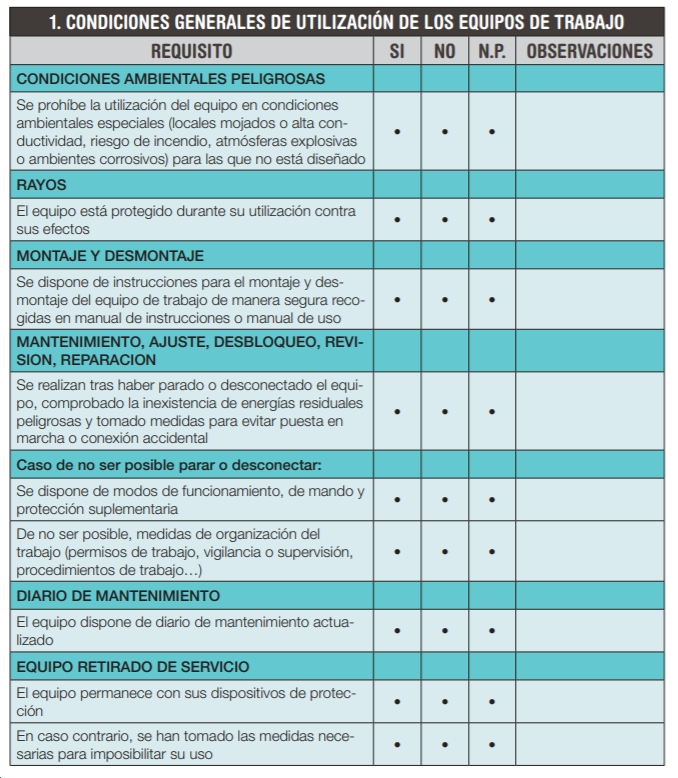 1. CONDICIONES GENERALES DE UTILIZACIÓN DE LOS EQUIPOS DE TRABAJO
REQUISITO SI NO N.P. OBSERVACIONES
CONDICIONES AMBIENTALES PELIGROSAS
Se prohíbe la utilización del equipo en condiciones
ambientales especiales (locales mojados o alta con-
ductividad, riesgo de incendio, atmósferas explosivas
o ambientes corrosivos) para las que no está diseñado
• • •
RAYOS
El equipo está protegido durante su utilización contra
sus efectos
• • •
MONTAJE Y DESMONTAJE
Se dispone de instrucciones para el montaje y des-
montaje del equipo de trabajo de manera segura reco-
gidas en manual de instrucciones o manual de uso
• • •
MANTENIMIENTO, AJUSTE, DESBLOQUEO, REVI-
SION, REPARACION
Se realizan tras haber parado o desconectado el equi-
po, comprobado la inexistencia de energías residuales
peligrosas y tomado medidas para evitar puesta en
marcha o conexión accidental
• • •
Caso de no ser posible parar o desconectar:
Se dispone de modos de funcionamiento, de mando y
protección suplementaria
• • •
De no ser posible, medidas de organización del
trabajo (permisos de trabajo, vigilancia o supervisión,
procedimientos de trabajo…)
• • •
DIARIO DE MANTENIMIENTO
El equipo dispone de diario de mantenimiento actua-
lizado
• • •
EQUIPO RETIRADO DE SERVICIO
El equipo permanece con sus dispositivos de protec-
ción
• • •
En caso contrario, se han tomado las medidas nece-
sarias para imposibilitar su uso
• • •